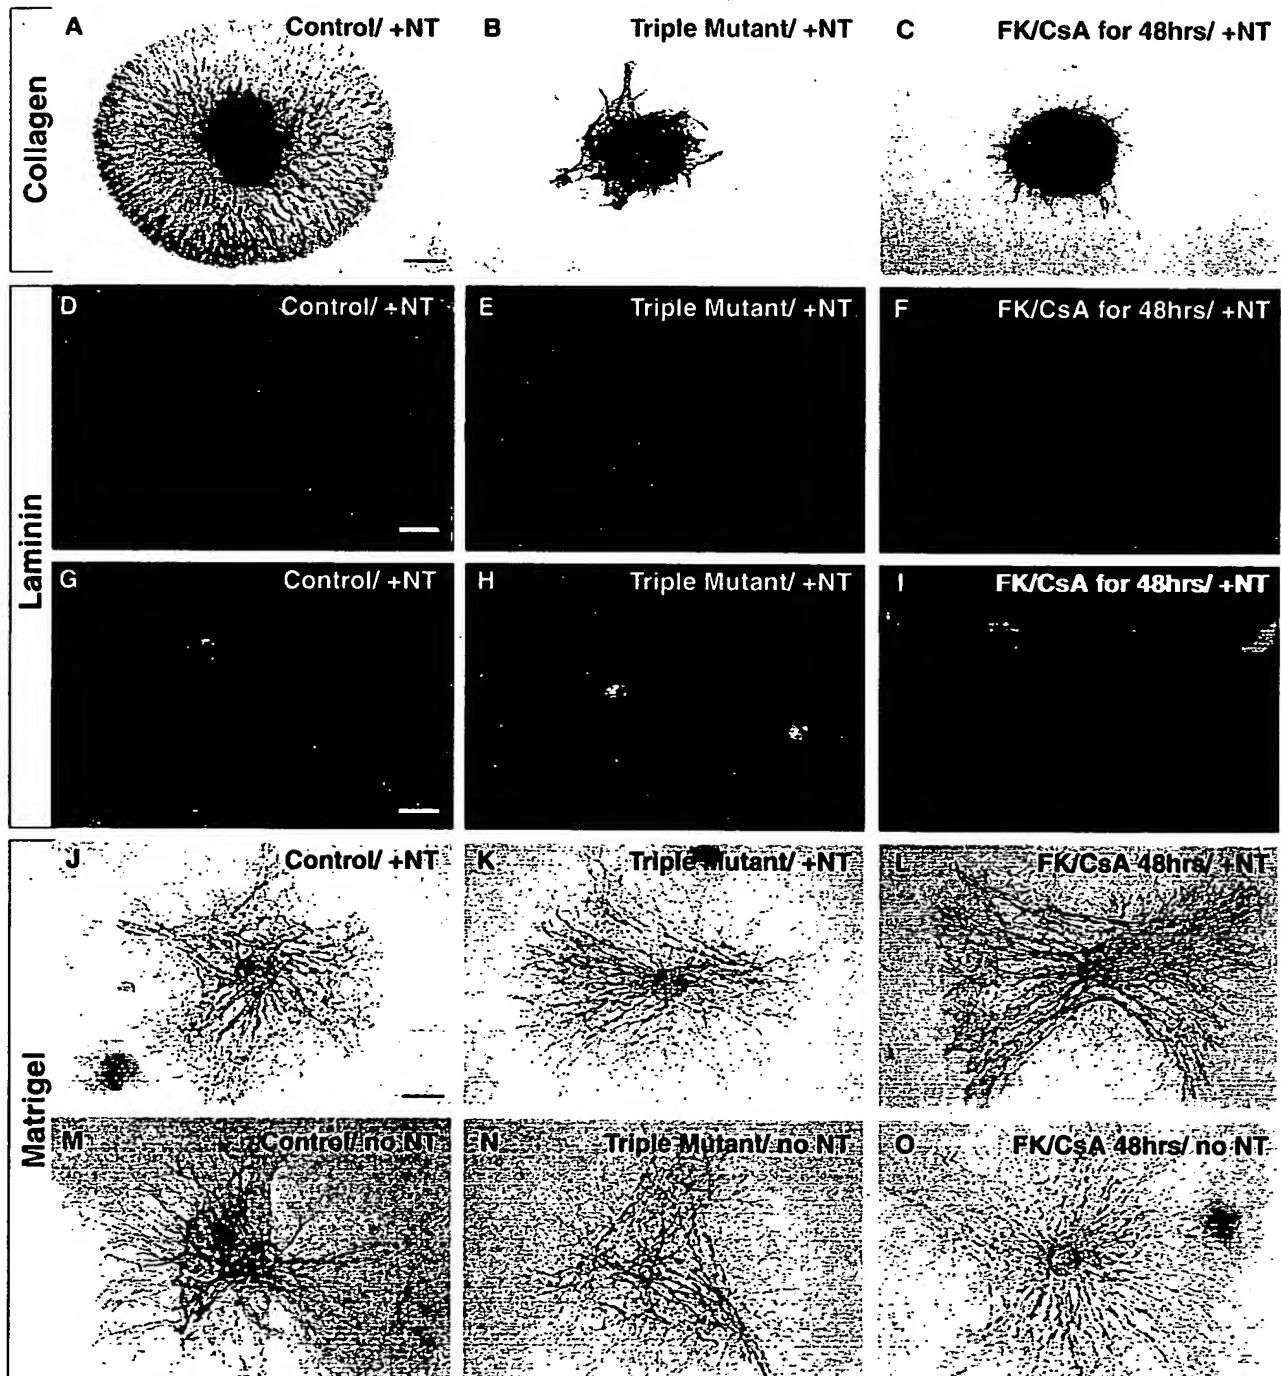 Collagen
A Control/ +NT
B Triple Mutant/ +NT
C FK/CsA for 48hrs/ +NT
Laminin
D Control/ +NT
E Triple Mutant/ +NT
F FK/CsA for 48hrs/ +NT
G Control/ +NT
H Triple Mutant/ +NT
I FK/CsA for 48hrs/ +NT
Matrigel
J Control/ +NT
K Triple Mutant/ +NT
L FK/CsA 48hrs/ +NT
M Control/ no NT
N Triple Mutant/ no NT
O FK/CsA 48hrs/ no NT